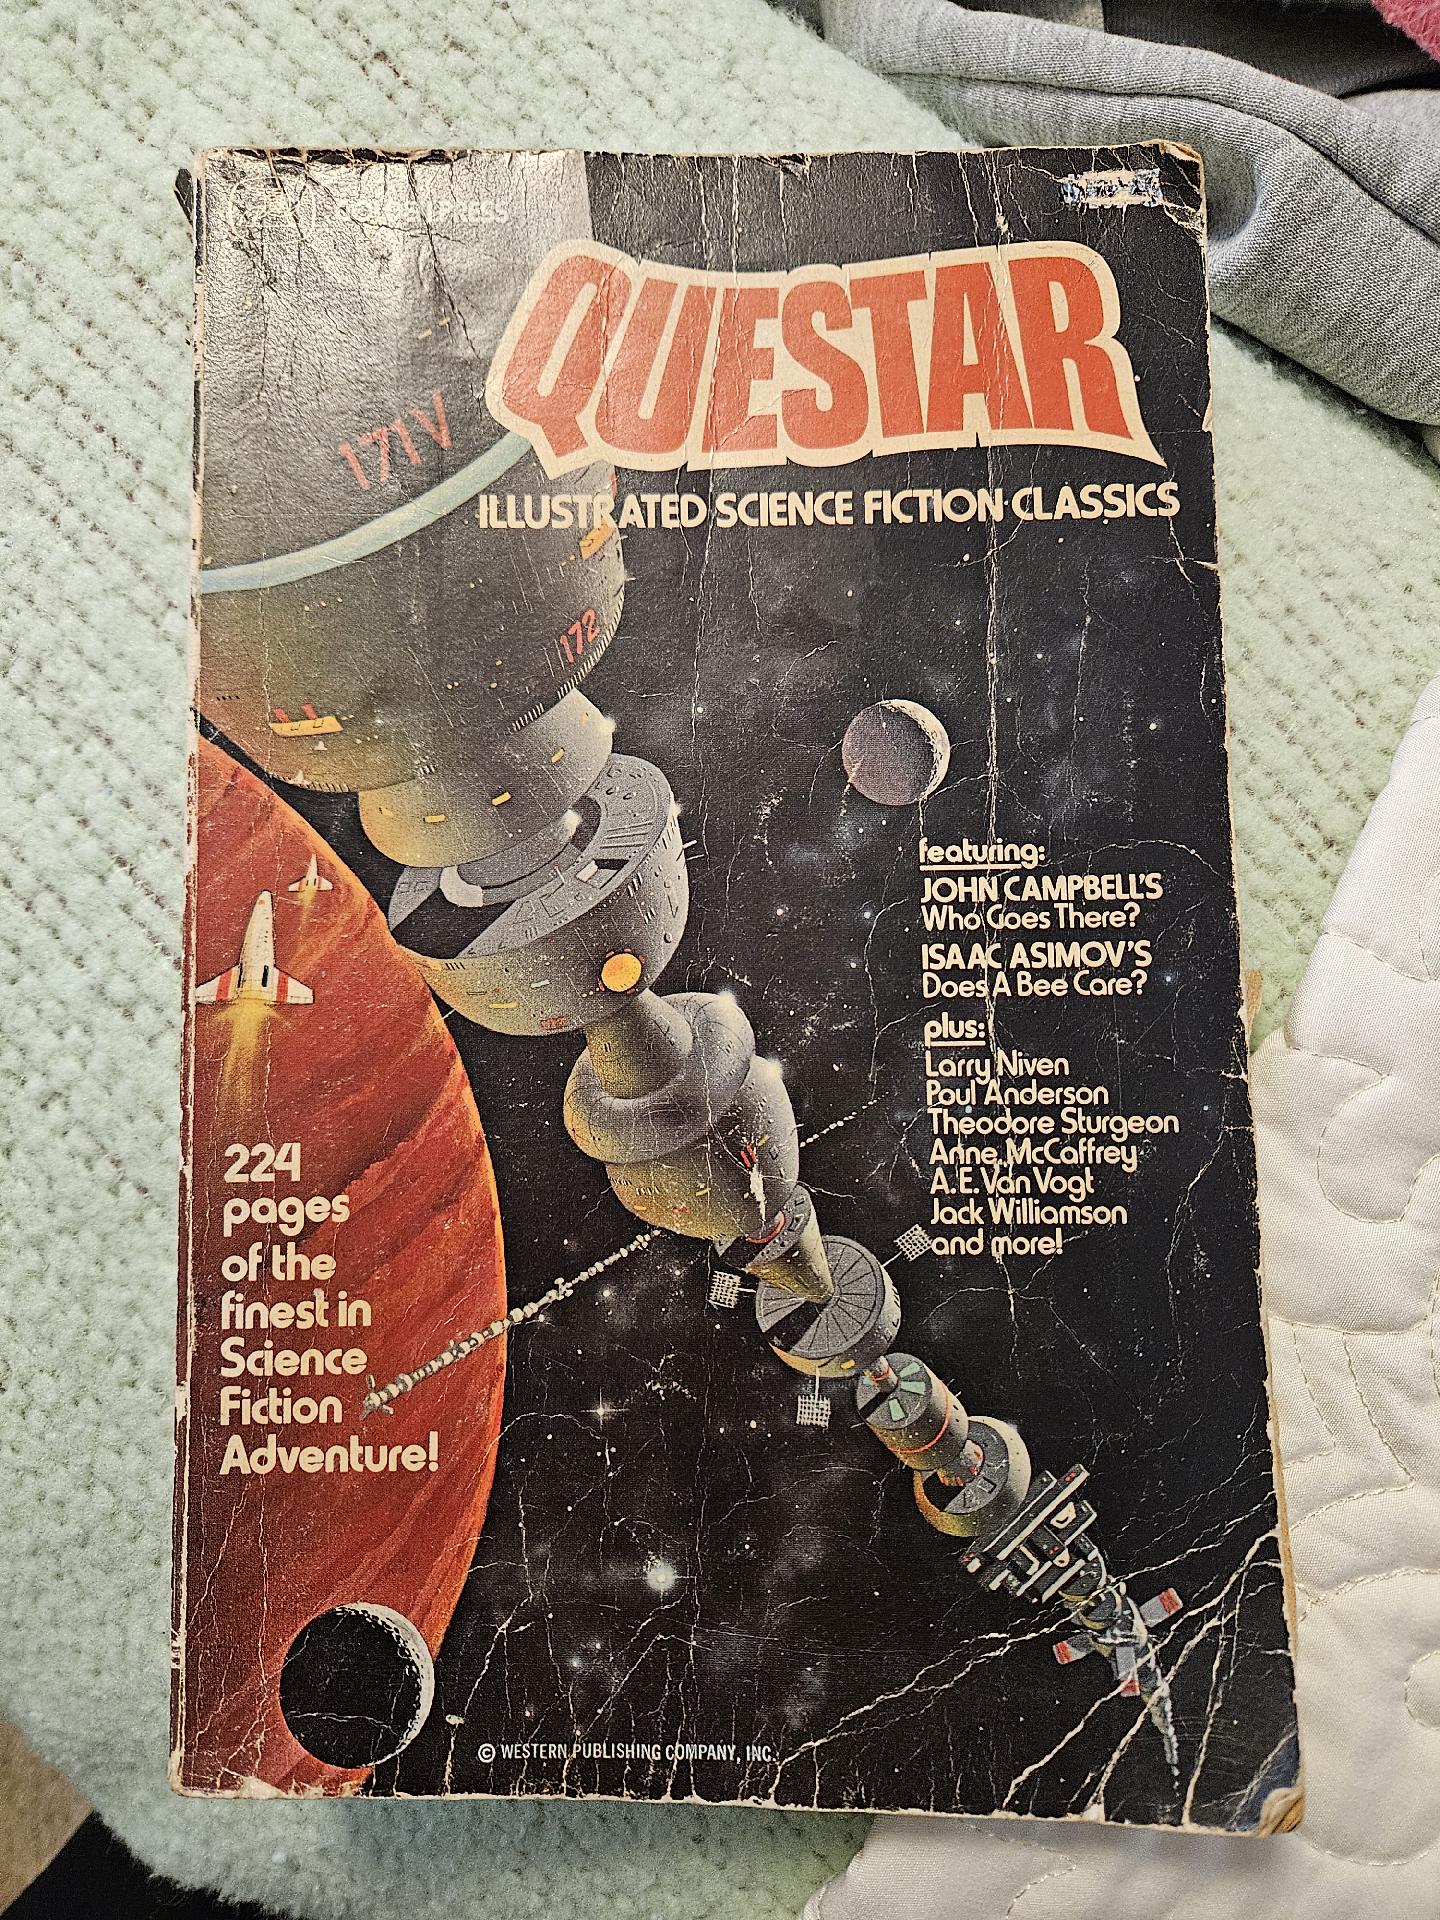 GOLDEN PRESS
QUESTAR
171V
ILLUSTRATED SCIENCE FICTION CLASSICS
172
featuring:
JOHN CAMPBELL'S
Who Goes There?
ISAAC ASIMOV'S
Does A Bee Care?
plus:
Larry Niven
Poul Anderson
Theodore Sturgeon
Anne McCaffrey
A.E. Van Vogt
Jack Williamson
and more!
224
pages
of the
finest in
Science
Fiction
Adventure!
© WESTERN PUBLISHING COMPANY, INC.